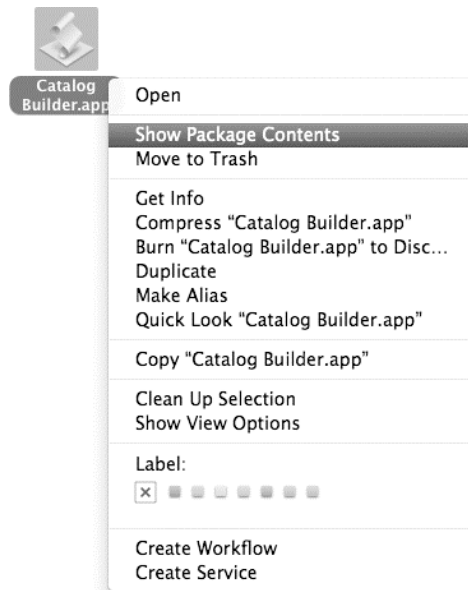 Catalog
Builder.app
Open
Show Package Contents
Move to Trash
Get Info
Compress “Catalog Builder.app”
Burn “Catalog Builder.app” to Disc...
Duplicate
Make Alias
Quick Look “Catalog Builder.app”
Copy “Catalog Builder.app”
Clean Up Selection
Show View Options
Label:
Create Workflow
Create Service